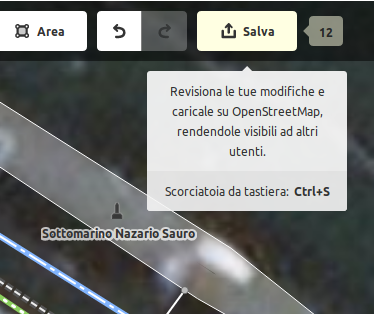 Area
Salva
12
Revisiona le tue modifiche e
caricale su OpenStreetMap,
rendendole visibili ad altri
utenti.
Scorciatoia da tastiera: Ctrl+S
Sottomarino Nazario Sauro